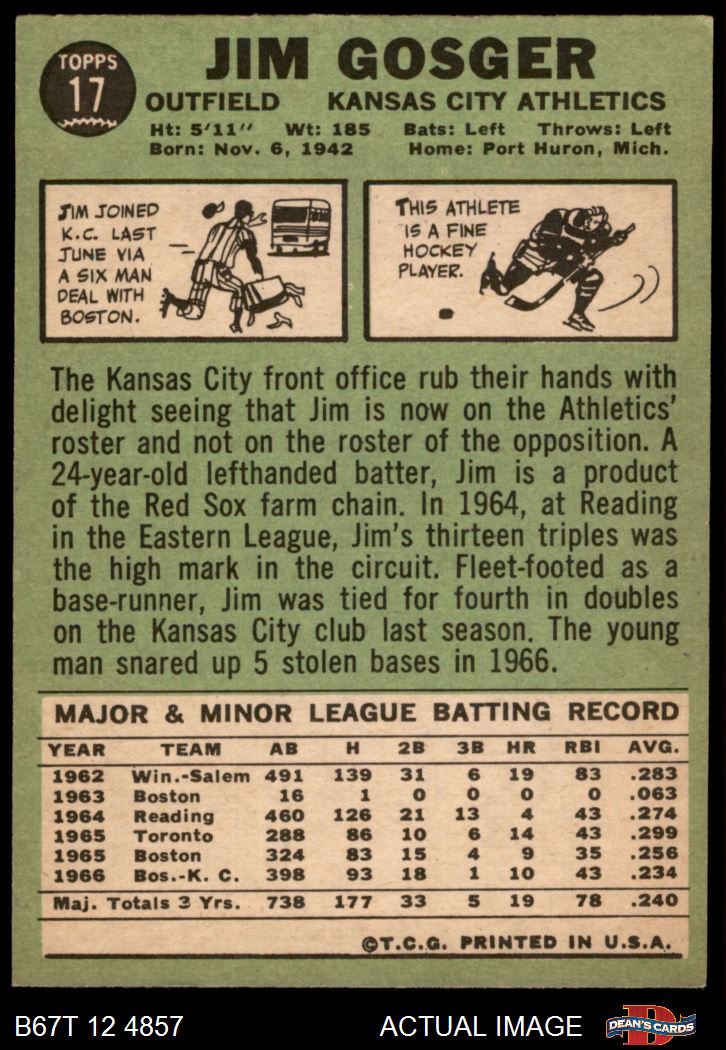 TOPPS
17
JIM GOSGER
OUTFIELD KANSAS CITY ATHLETICS
Ht: 5'11" Wt: 185 Bats: Left Throws: Left
Born: Nov. 6, 1942 Home: Port Huron, Mich.
JIM JOINED
K.C. LAST
JUNE VIA
A SIX MAN
DEAL WITH
BOSTON.
THIS ATHLETE
IS A FINE
HOCKEY
PLAYER.
The Kansas City front office rub their hands with
delight seeing that Jim is now on the Athletics'
roster and not on the roster of the opposition. A
24-year-old lefthanded batter, Jim is a product
of the Red Sox farm chain. In 1964, at Reading
in the Eastern League, Jim's thirteen triples was
the high mark in the circuit. Fleet-footed as a
base-runner, Jim was tied for fourth in doubles
on the Kansas City club last season. The young
man snared up 5 stolen bases in 1966.
MAJOR & MINOR LEAGUE BATTING RECORD
YEAR TEAM AB H 2B 3B HR RBI AVG.
1962 Win.-Salem 491 139 31 6 19 83 .283
1963 Boston 16 1 0 0 0 0 .063
1964 Reading 460 126 21 13 4 43 .274
1965 Toronto 288 86 10 6 14 43 .299
1965 Boston 324 83 15 4 9 35 .256
1966 Bos.-K. C. 398 93 18 1 10 43 .234
Maj. Totals 3 Yrs. 738 177 33 5 19 78 .240
©T.C.G. PRINTED IN U.S.A.
B67T 12 4857 ACTUAL IMAGE DEAN'S CARDS